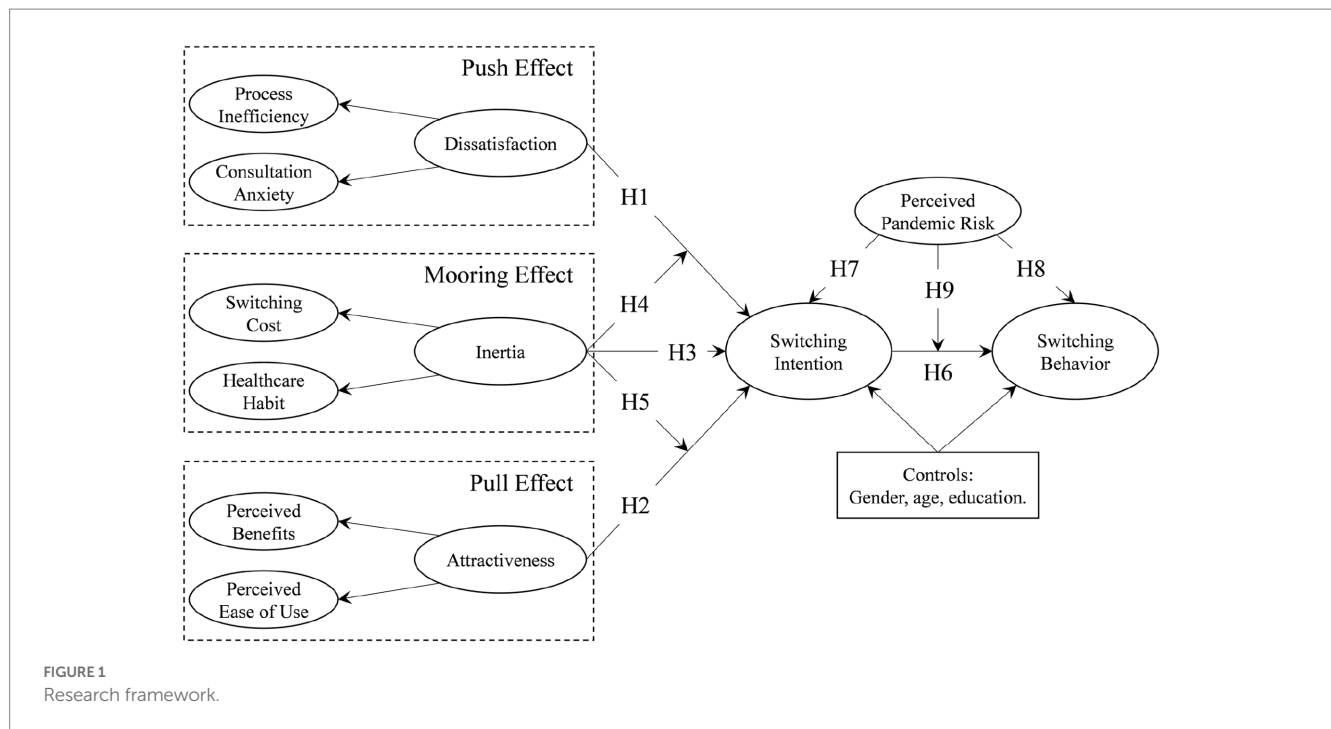 Push Effect
Process
Inefficiency
Dissatisfaction
Consultation
Anxiety
H1
Mooring Effect
Switching
Cost
Inertia
Healthcare
Habit
H4
H3
H5
Pull Effect
Perceived
Benefits
Attractiveness
Perceived
Ease of Use
H2
Perceived
Pandemic Risk
H7
H9
H8
Switching
Intention
H6
Switching
Behavior
Controls:
Gender, age, education.
FIGURE 1
Research framework.